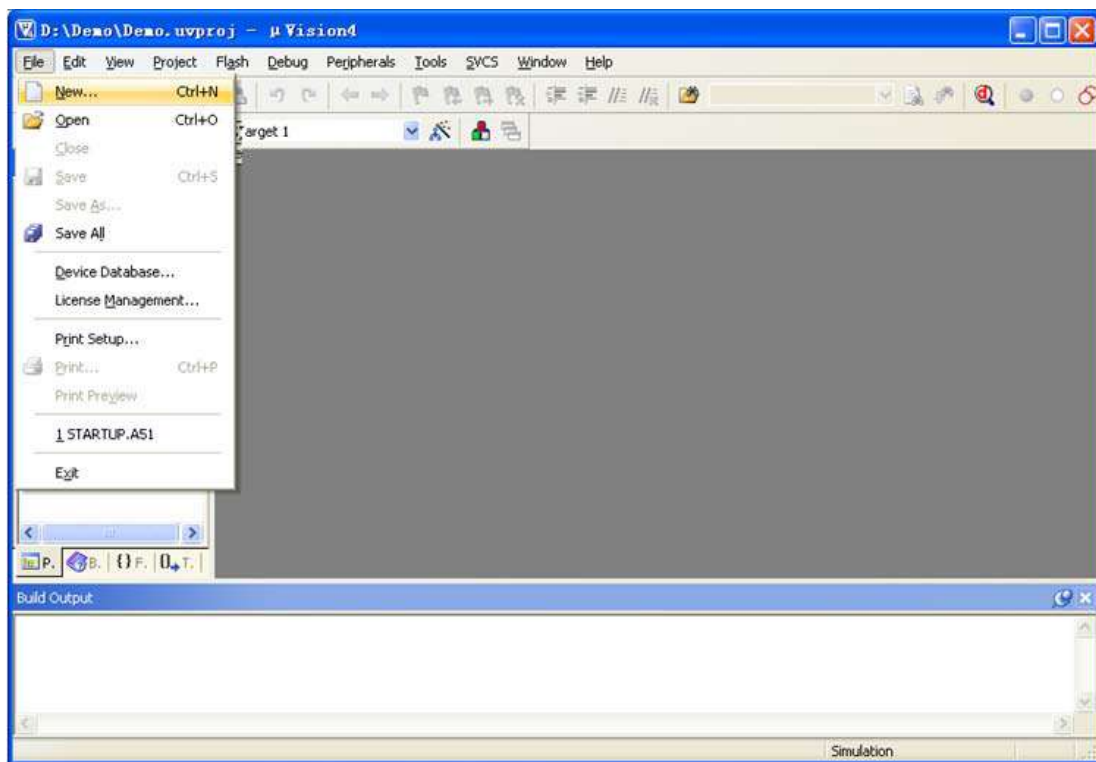 D:\Demo\Demo.uvproj - μVision4
File Edit View Project Flash Debug Peripherals Tools SVCS Window Help
New... Ctrl+N
Open Ctrl+O
arget 1
Close
Save Ctrl+S
Save As...
Save All
Device Database...
License Management...
Print Setup...
Print... Ctrl+P
Print Preview
1 STARTUP.A51
Exit
P. B. {} F. 0 T.
Build Output
Simulation